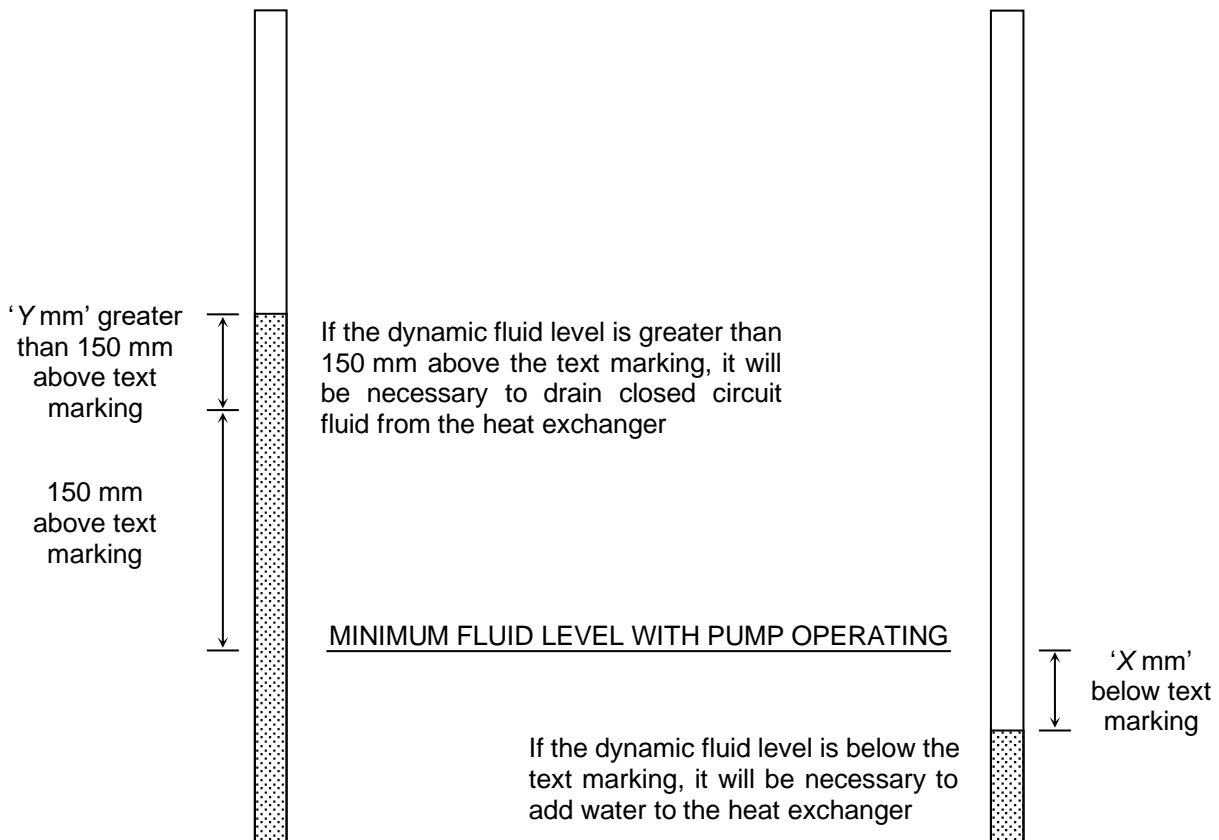 ‘Y mm’ greater
than 150 mm
above text
marking
If the dynamic fluid level is greater than
150 mm above the text marking, it will
be necessary to drain closed circuit
fluid from the heat exchanger
150 mm
above text
marking
MINIMUM FLUID LEVEL WITH PUMP OPERATING
‘X mm’
below text
marking
If the dynamic fluid level is below the
text marking, it will be necessary to
add water to the heat exchanger